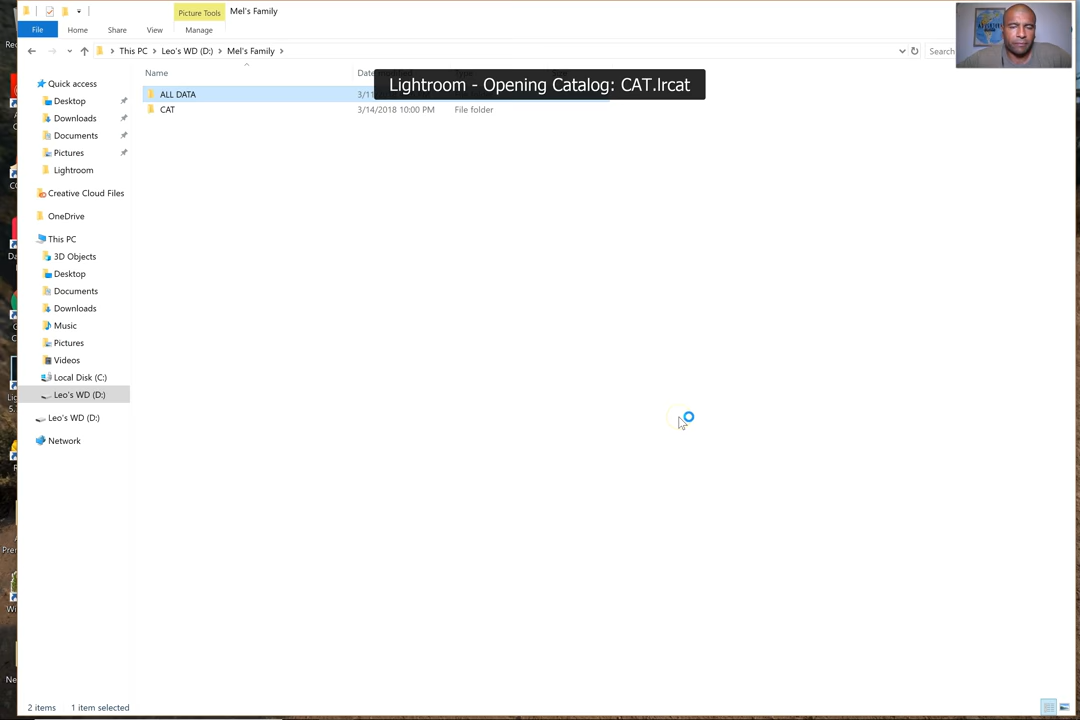 Picture Tools
Mel's Family
File
Home
Share
View
Manage
This PC
Leo's WD (D:)
Mel's Family
Search
Name
Lightroom - Opening Catalog: CAT.lrcat
ALL DATA
CAT
3/14/2018 10:00 PM
File folder
Quick access
Desktop
Downloads
Documents
Pictures
Lightroom
Creative Cloud Files
OneDrive
This PC
3D Objects
Desktop
Documents
Downloads
Music
Pictures
Videos
Local Disk (C:)
Leo's WD (D:)
Leo's WD (D:)
Network
2 items
1 item selected